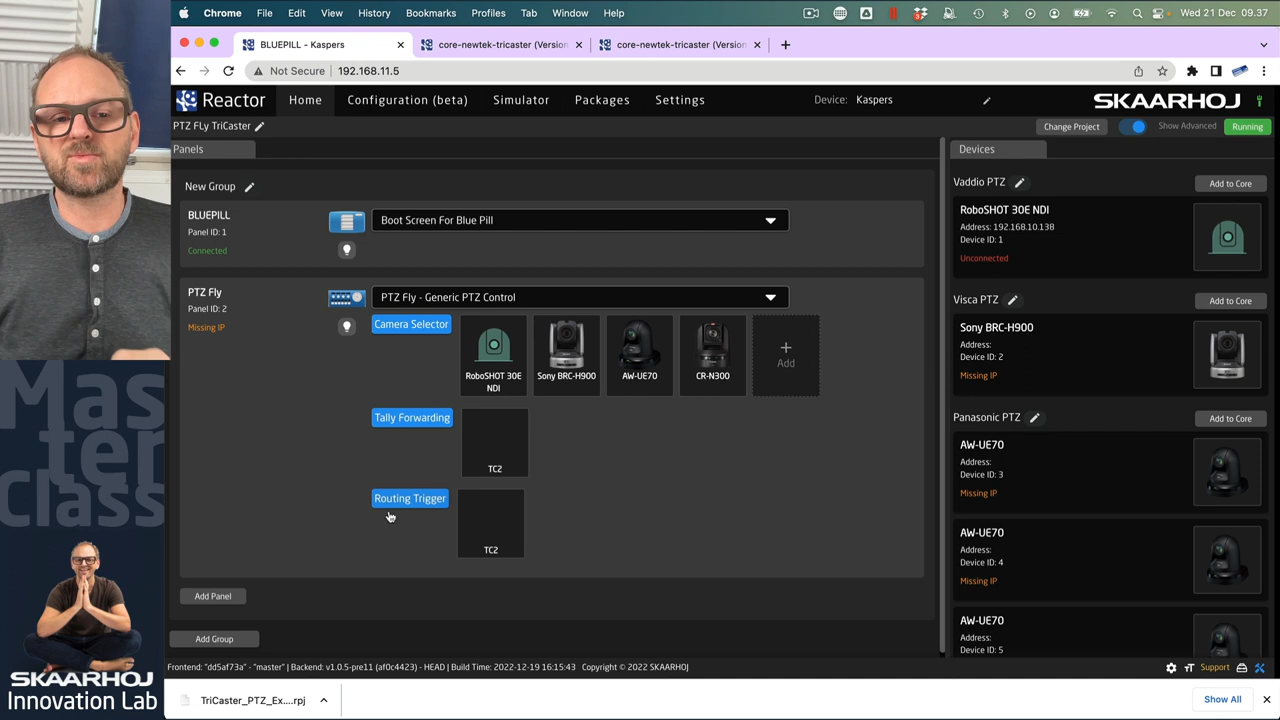 Chrome File Edit View History Bookmarks Profiles Tab Window Help Wed 21 Dec 09.37
BLUEPILL - Kaspers core-newtek-tricaster (Version core-newtek-tricaster (Version
Not Secure 192.168.11.5
Reactor Home Configuration (beta) Simulator Packages Settings Device: Kaspers SKAARHOJ
PTZ FLy TriCaster Change Project Show Advanced Running
Panels Devices
New Group
BLUEPILL
Panel ID: 1
Connected
Boot Screen For Blue Pill
PTZ Fly
Panel ID: 2
Missing IP
PTZ Fly - Generic PTZ Control
Camera Selector
RoboSHOT 30E NDI
Sony BRC-H900
AW-UE70
CR-N300
Add
Tally Forwarding
TC2
Routing Trigger
TC2
Add Panel
Add Group
Vaddio PTZ Add to Core
RoboSHOT 30E NDI
Address: 192.168.10.138
Device ID: 1
Unconnected
Visca PTZ Add to Core
Sony BRC-H900
Address:
Device ID: 2
Missing IP
Panasonic PTZ Add to Core
AW-UE70
Address:
Device ID: 3
Missing IP
AW-UE70
Address:
Device ID: 4
Missing IP
AW-UE70
Address:
Device ID: 5
Frontend: "dd5af73a" - "master" | Backend: v1.0.5-pre11 (af0c4423) - HEAD | Build Time: 2022-12-19 16:15:43 Copyright © 2022 SKAARHOJ Support
TriCaster_PTZ_Ex....rpj Show All
Mas
ter
Class
SKAARHOJ
Innovation Lab